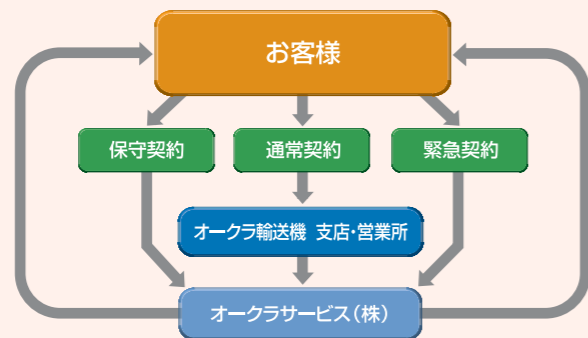 お客様
保守契約
通常契約
緊急契約
オークラ輸送機 支店・営業所
オークラサービス(株)